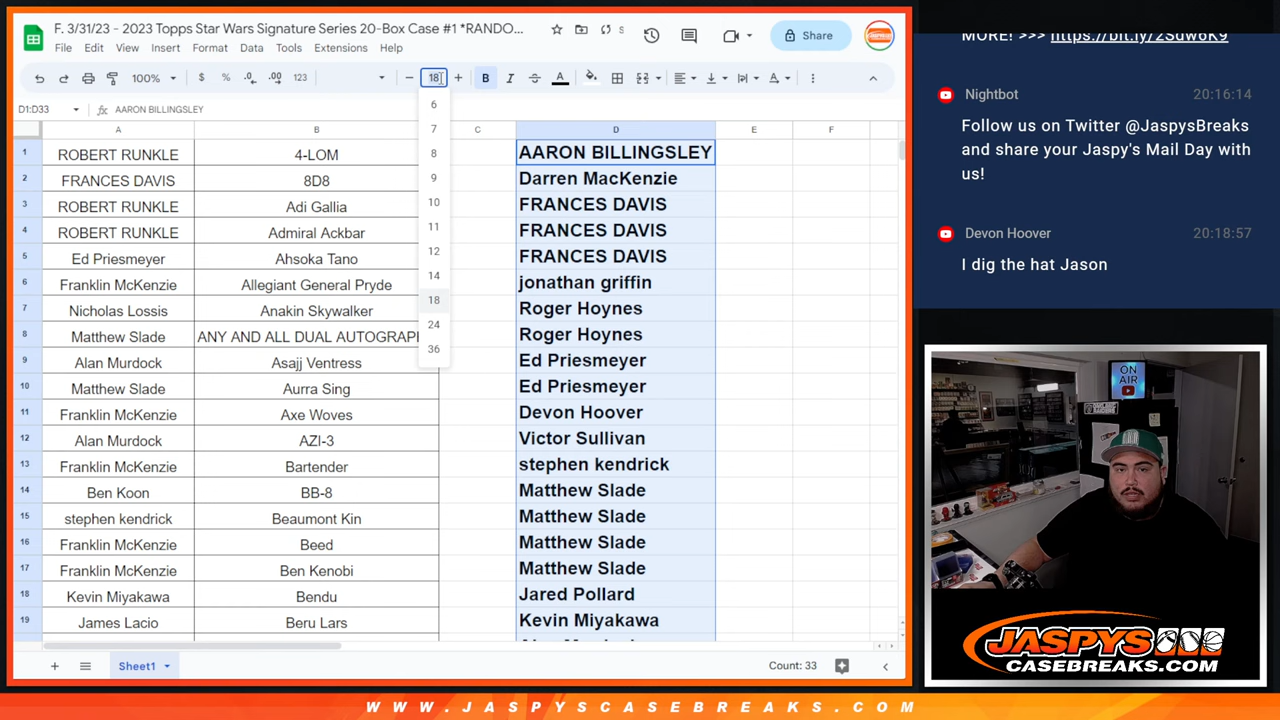 F. 3/31/23 - 2023 Topps Star Wars Signature Series 20-Box Case #1 *RANDO...
Share
File Edit View Insert Format Data Tools Extensions Help
100% $ % .0 .00 123 18 B I A
D1:D33 fx AARON BILLINGSLEY
6
7
8
9
10
11
12
14
18
24
36
A B C D E F
1 ROBERT RUNKLE 4-LOM AARON BILLINGSLEY
2 FRANCES DAVIS 8D8 Darren MacKenzie
3 ROBERT RUNKLE Adi Gallia FRANCES DAVIS
4 ROBERT RUNKLE Admiral Ackbar FRANCES DAVIS
5 Ed Priesmeyer Ahsoka Tano FRANCES DAVIS
6 Franklin McKenzie Allegiant General Pryde jonathan griffin
7 Nicholas Lossis Anakin Skywalker Roger Hoynes
8 Matthew Slade ANY AND ALL DUAL AUTOGRAPH Roger Hoynes
9 Alan Murdock Asajj Ventress Ed Priesmeyer
10 Matthew Slade Aurra Sing Ed Priesmeyer
11 Franklin McKenzie Axe Woves Devon Hoover
12 Alan Murdock AZI-3 Victor Sullivan
13 Franklin McKenzie Bartender stephen kendrick
14 Ben Koon BB-8 Matthew Slade
15 stephen kendrick Beaumont Kin Matthew Slade
16 Franklin McKenzie Beed Matthew Slade
17 Franklin McKenzie Ben Kenobi Matthew Slade
18 Kevin Miyakawa Bendu Jared Pollard
19 James Lacio Beru Lars Kevin Miyakawa
Sheet1
Count: 33
MORE! >>> https://bit.ly/2Sdw6K9
Nightbot 20:16:14
Follow us on Twitter @JaspysBreaks
and share your Jaspy's Mail Day with
us!
Devon Hoover 20:18:57
I dig the hat Jason
ON
AIR
JASPYS
CASEBREAKS.COM
WWW.JASPYSCASEBREAKS.COM